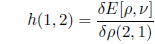 h(1, 2) = δE[ρ, ν] / δρ(2, 1)